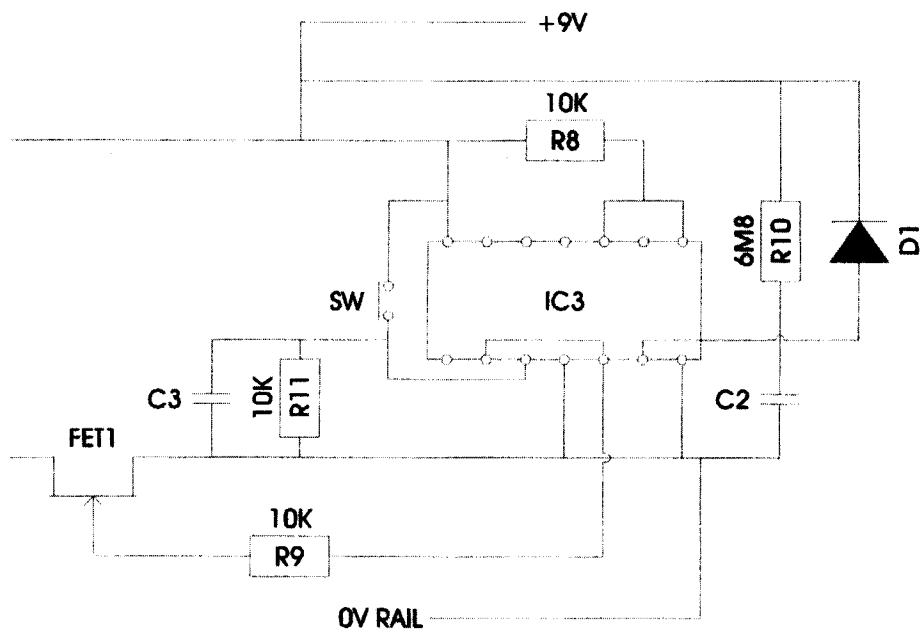 +9V
10K
R8
6M8
R10
D1
SW
IC3
C3
10K
R11
C2
FET1
10K
R9
0V RAIL